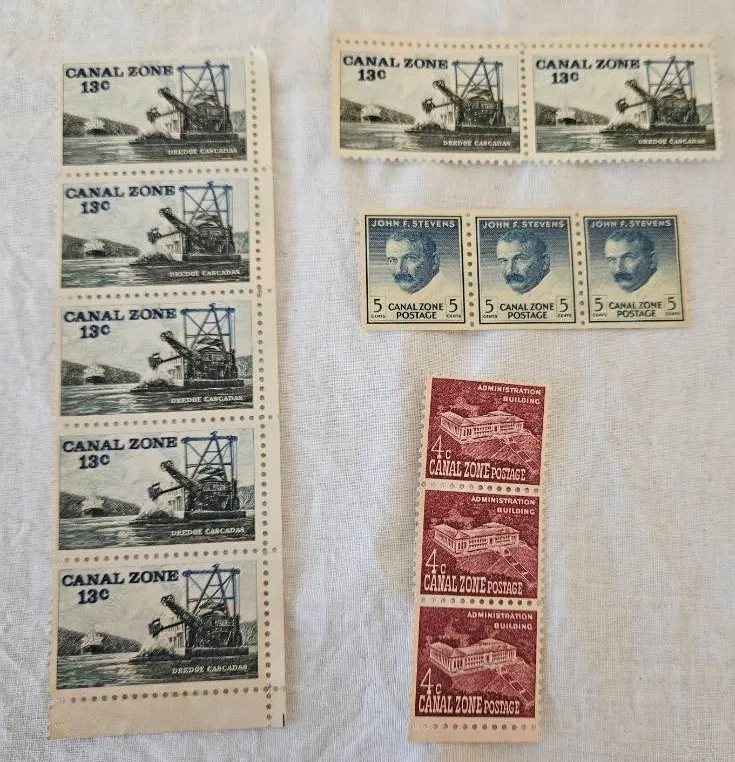 CANAL ZONE
13c
DREDGE CASCADAS
CANAL ZONE
13c
DREDGE CASCADAS
CANAL ZONE
13c
DREDGE CASCADAS
CANAL ZONE
13c
DREDGE CASCADAS
CANAL ZONE
13c
DREDGE CASCADAS
CANAL ZONE
13c
DREDGE CASCADAS
CANAL ZONE
13c
DREDGE CASCADAS
JOHN F. STEVENS
5 CENTS CANAL ZONE 5 CENTS
POSTAGE
JOHN F. STEVENS
5 CENTS CANAL ZONE 5 CENTS
POSTAGE
JOHN F. STEVENS
5 CENTS CANAL ZONE 5 CENTS
POSTAGE
ADMINISTRATION
BUILDING
4c
CANAL ZONE POSTAGE
ADMINISTRATION
BUILDING
4c
CANAL ZONE POSTAGE
ADMINISTRATION
BUILDING
4c
CANAL ZONE POSTAGE